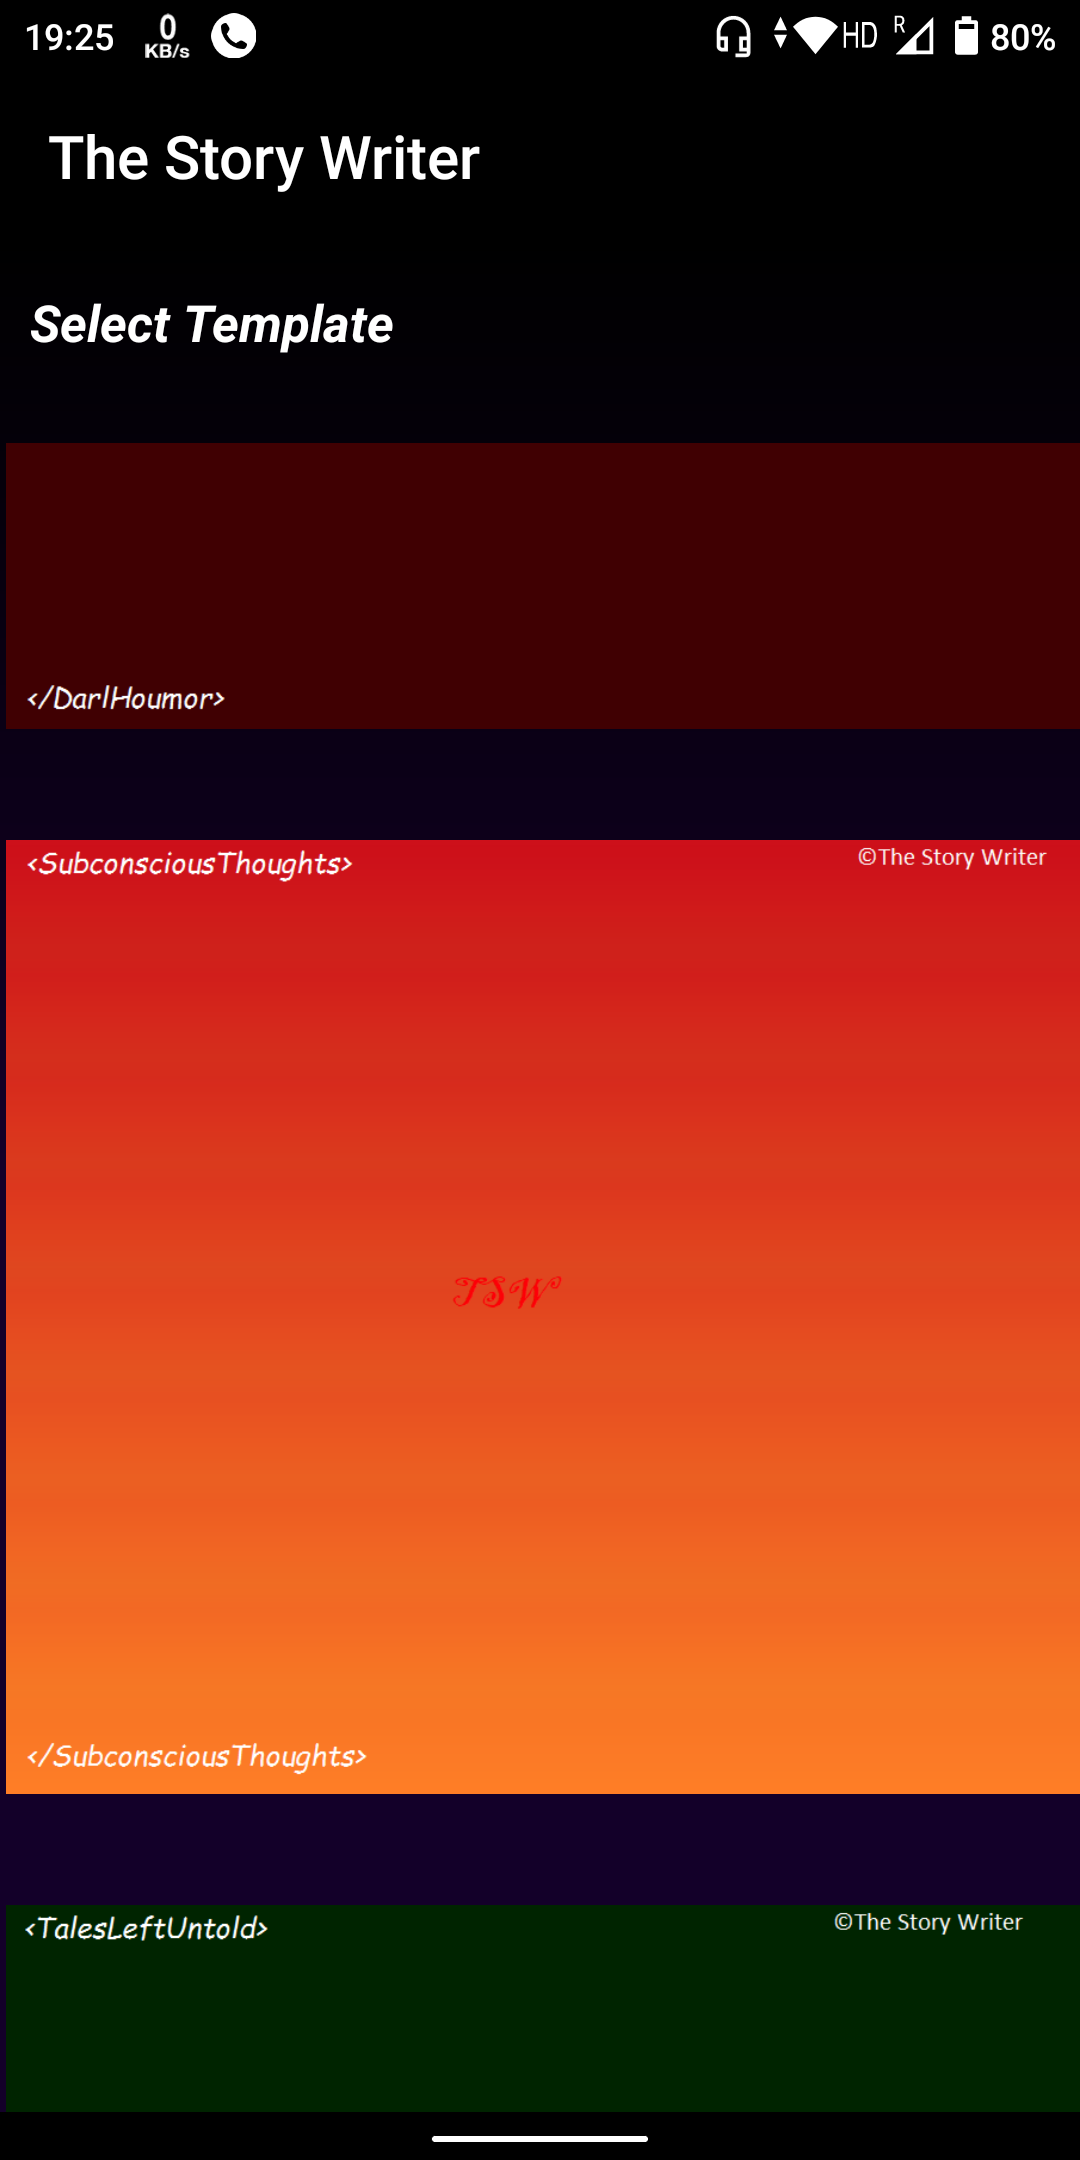 19:25 0 KB/s HD R 80%
The Story Writer
Select Template
</DarlHoumor>
<SubconsciousThoughts> ©The Story Writer
TSW
</SubconsciousThoughts>
<TalesLeftUntold> ©The Story Writer